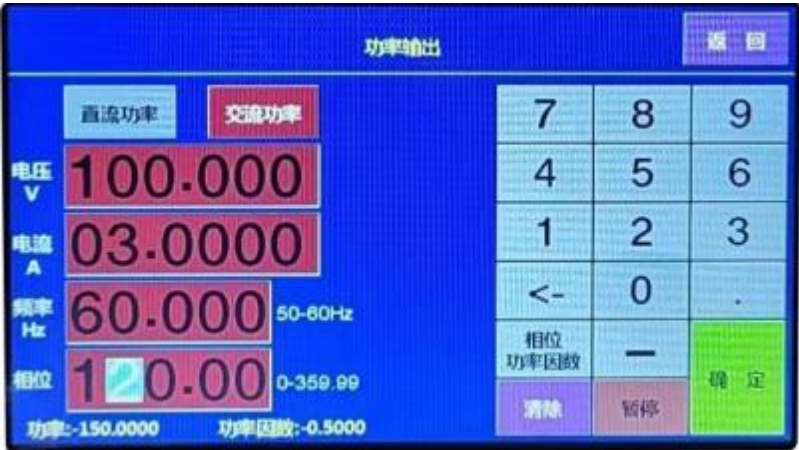 功率输出
返 回
直流功率
交流功率
电压
V
100.000
电流
A
03.0000
频率
Hz
60.000
50-60Hz
相位
120.00
0-359.99
功率:-150.0000
功率因数:-0.5000
7
8
9
4
5
6
1
2
3
<-
0
.
相位
功率因数
—
确 定
清除
暂停